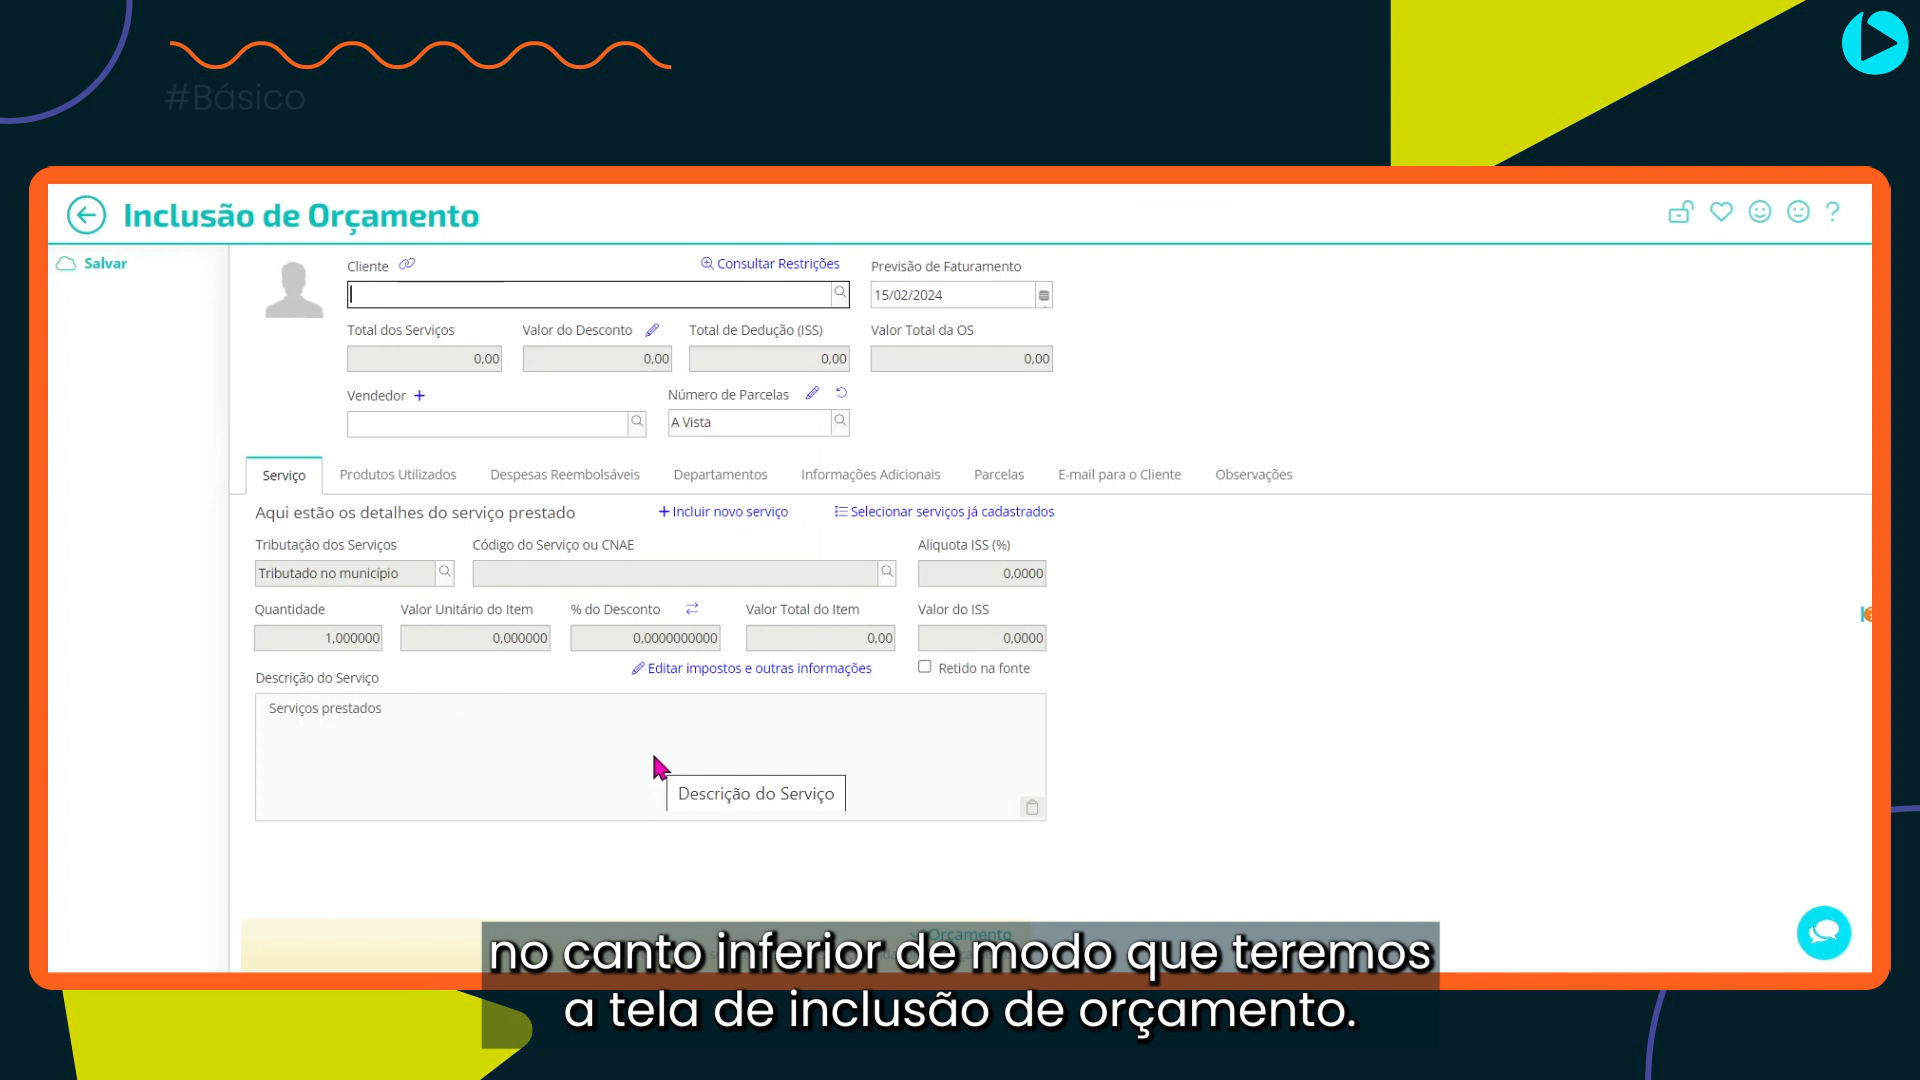 #Básico
Inclusão de Orçamento
?
Salvar
Cliente
Consultar Restrições
Previsão de Faturamento
15/02/2024
Total dos Serviços
Valor do Desconto
Total de Dedução (ISS)
Valor Total da OS
0,00
0,00
0,00
0,00
Vendedor +
Número de Parcelas
A Vista
Serviço
Produtos Utilizados
Despesas Reembolsáveis
Departamentos
Informações Adicionais
Parcelas
E-mail para o Cliente
Observações
Aqui estão os detalhes do serviço prestado
+ Incluir novo serviço
Selecionar serviços já cadastrados
Tributação dos Serviços
Código do Serviço ou CNAE
Alíquota ISS (%)
Tributado no município
0,0000
Quantidade
Valor Unitário do Item
% do Desconto
Valor Total do Item
Valor do ISS
1,000000
0,000000
0,0000000000
0,00
0,0000
Editar impostos e outras informações
Retido na fonte
Descrição do Serviço
Serviços prestados
Descrição do Serviço
Orçamento
no canto inferior de modo que teremos
a tela de inclusão de orçamento.